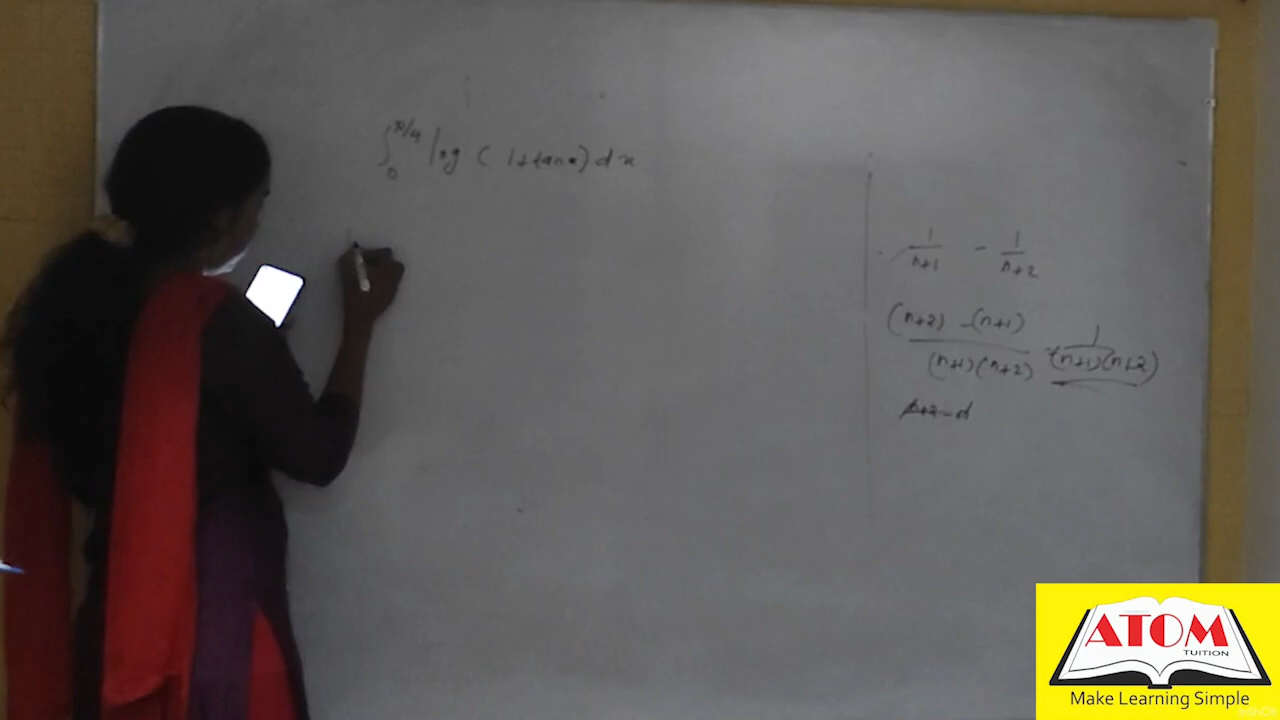 ∫₀^π/4 log (1+tanx) dx
1/n+1 - 1/n+2
(n+2) -(n+1)/(n+1)(n+2) = 1/(n+1)(n+2)
ATOM
TUITION
Make Learning Simple